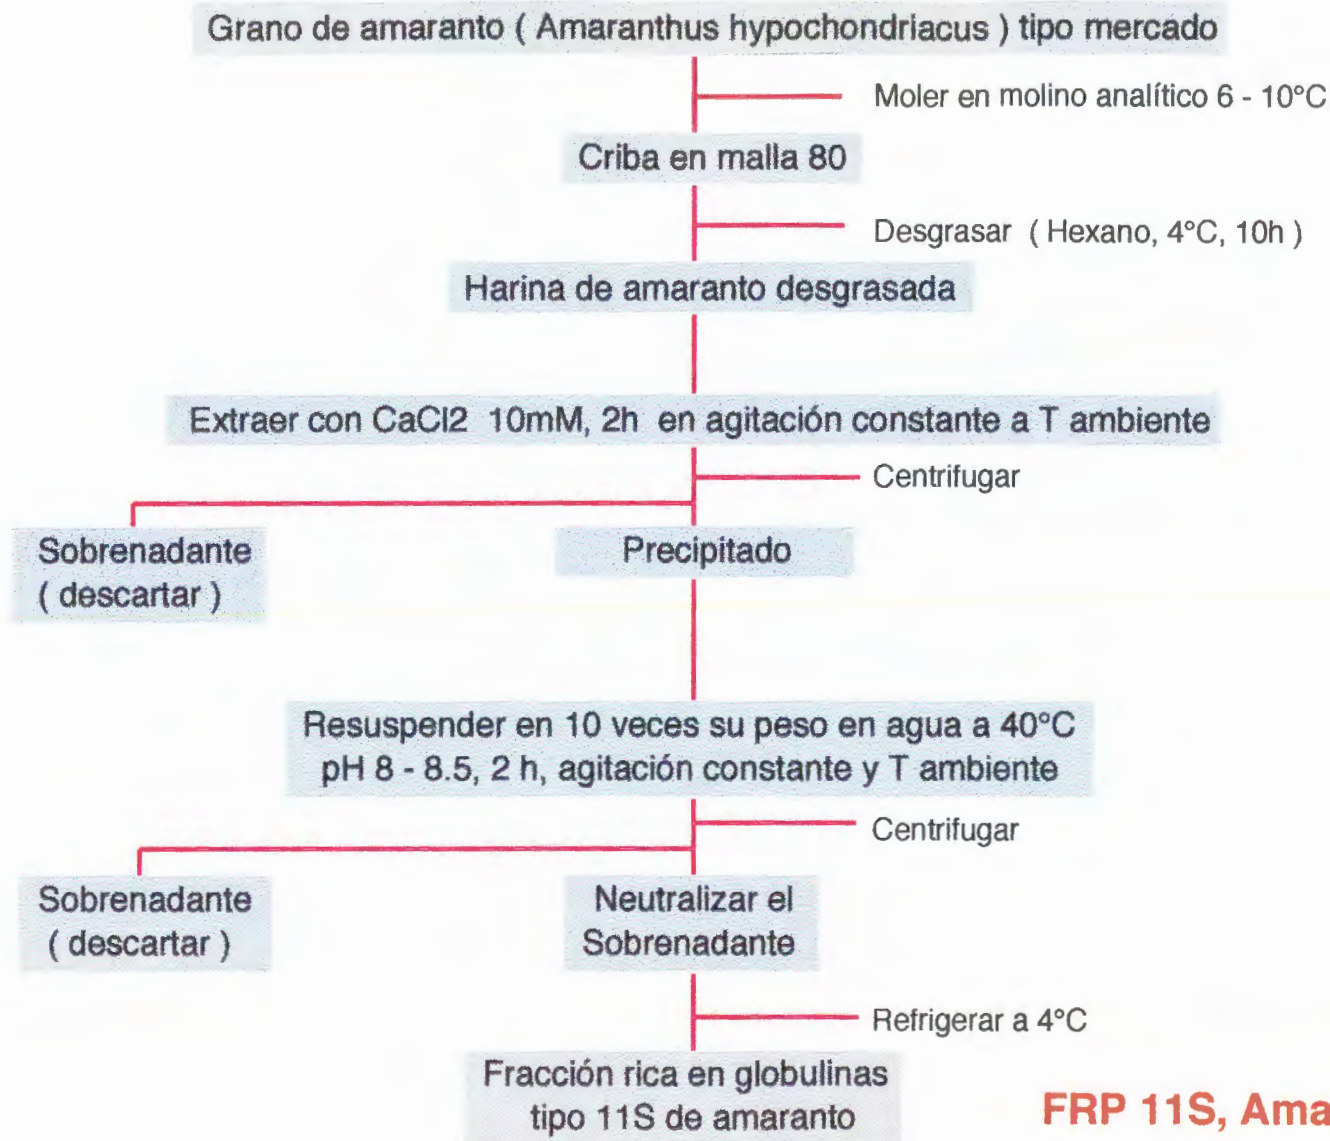 Grano de amaranto ( Amaranthus hypochondriacus ) tipo mercado
Moler en molino analítico 6 - 10°C
Criba en malla 80
Desgrasar ( Hexano, 4°C, 10h )
Harina de amaranto desgrasada
Extraer con CaCl2 10mM, 2h en agitación constante a T ambiente
Centrifugar
Sobrenadante
( descartar )
Precipitado
Resuspender en 10 veces su peso en agua a 40°C
pH 8 - 8.5, 2 h, agitación constante y T ambiente
Centrifugar
Sobrenadante
( descartar )
Neutralizar el
Sobrenadante
Refrigerar a 4°C
Fracción rica en globulinas
tipo 11S de amaranto
FRP 11S, Ama